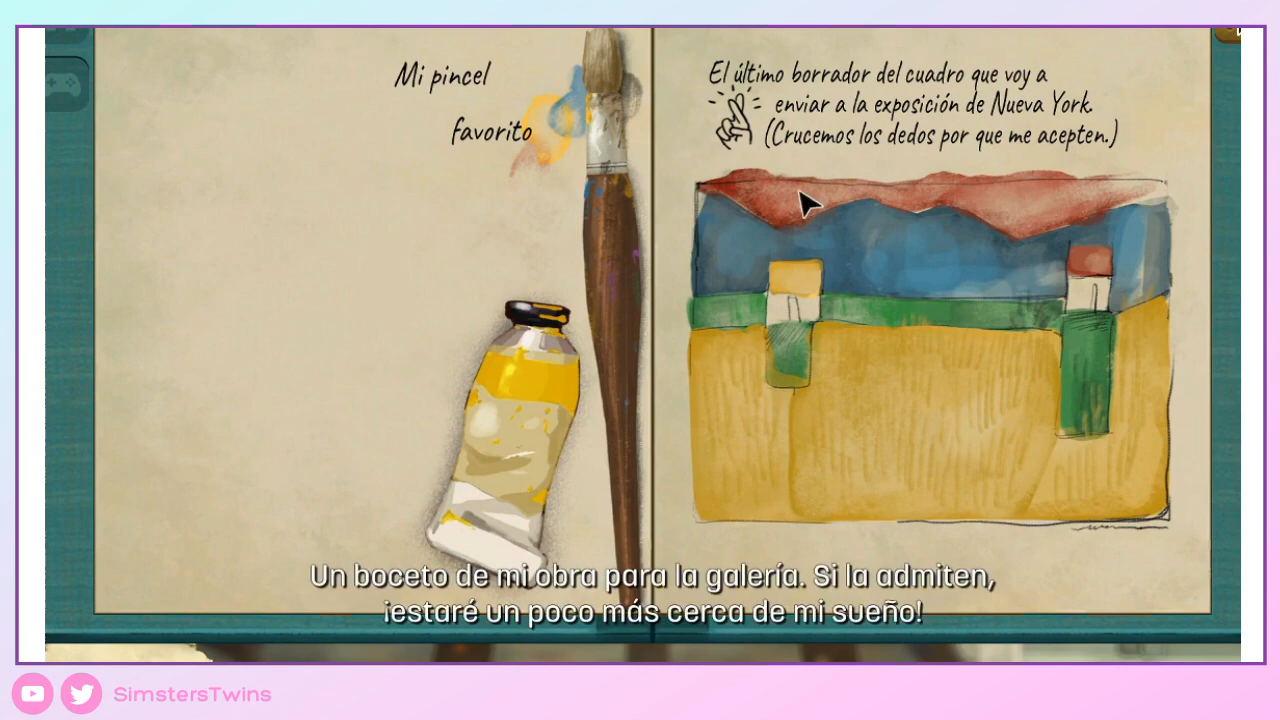 Mi pincel
favorito
El último borrador del cuadro que voy a
enviar a la exposición de Nueva York.
(Crucemos los dedos por que me acepten.)
Un boceto de mi obra para la galería. Si la admiten,
¡estaré un poco más cerca de mi sueño!
SimstersTwins